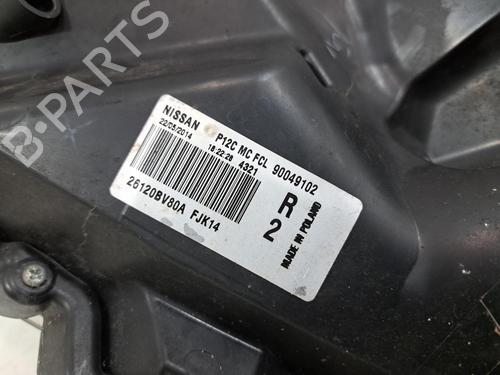 NISSAN P12C MC FCL 90049102
22/05/2014 16:22:28 4321
26120BV80A FJK14
R
2
MADE IN POLAND
B-PARTS